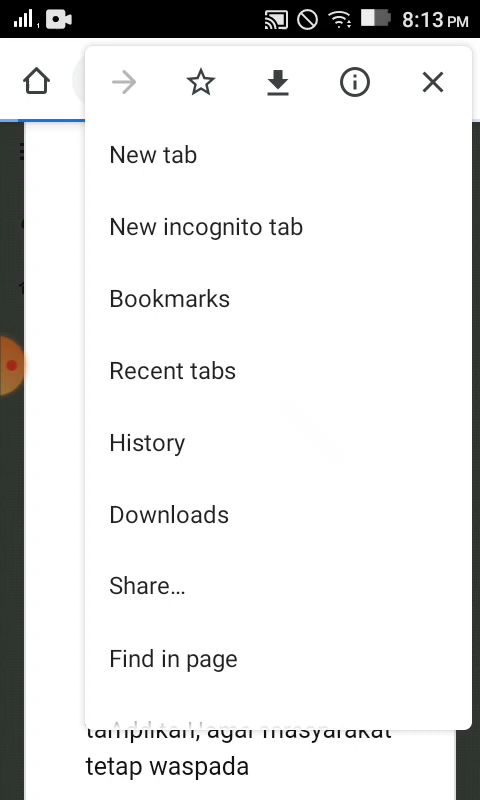 8:13 PM
New tab
New incognito tab
Bookmarks
Recent tabs
History
Downloads
Share...
Find in page
tampilkan, agar masyarakat
tetap waspada